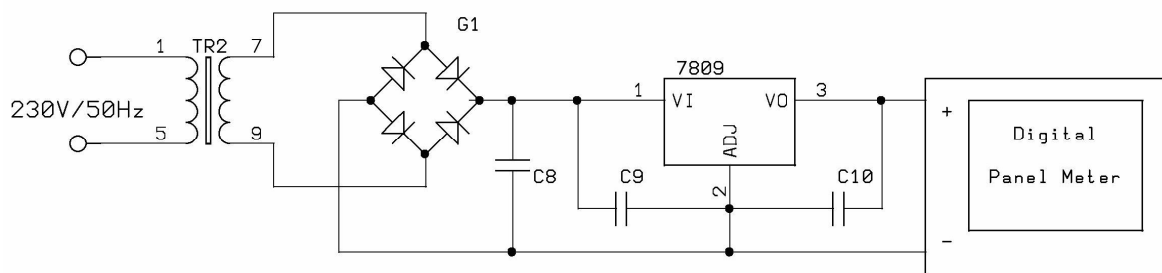 G1
1 TR2 7
230V/50Hz
5 9
7809
1 VI VO 3
ADJ
2
C8
C9
C10
+
Digital
Panel Meter
-